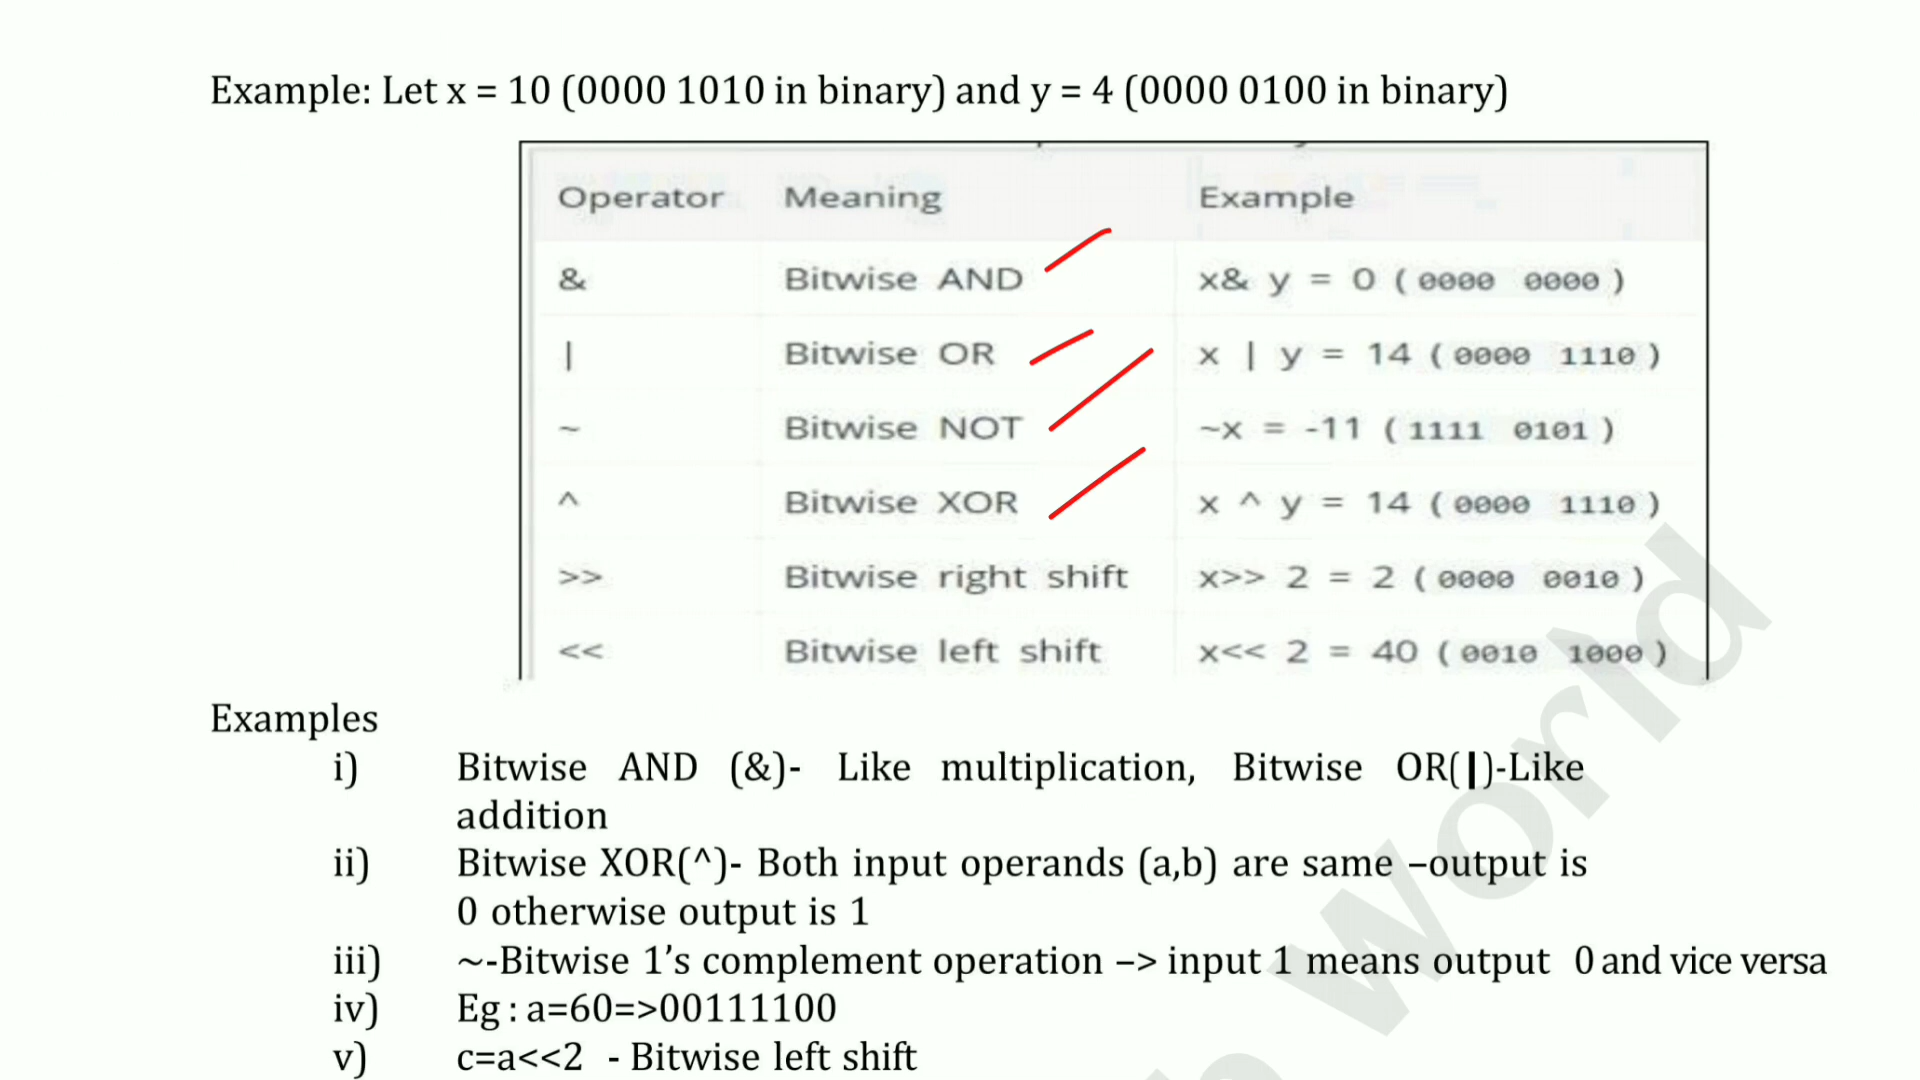 Example: Let x = 10 (0000 1010 in binary) and y = 4 (0000 0100 in binary)
Operator Meaning Example
& Bitwise AND x& y = 0 ( 0000 0000 )
| Bitwise OR x | y = 14 ( 0000 1110 )
~ Bitwise NOT ~x = -11 ( 1111 0101 )
^ Bitwise XOR x ^ y = 14 ( 0000 1110 )
>> Bitwise right shift x>> 2 = 2 ( 0000 0010 )
<< Bitwise left shift x<< 2 = 40 ( 0010 1000 )
Examples
i) Bitwise AND (&)- Like multiplication, Bitwise OR(|)-Like
addition
ii) Bitwise XOR(^)- Both input operands (a,b) are same –output is
0 otherwise output is 1
iii) ~-Bitwise 1’s complement operation –> input 1 means output 0 and vice versa
iv) Eg : a=60=>00111100
v) c=a<<2 - Bitwise left shift
world